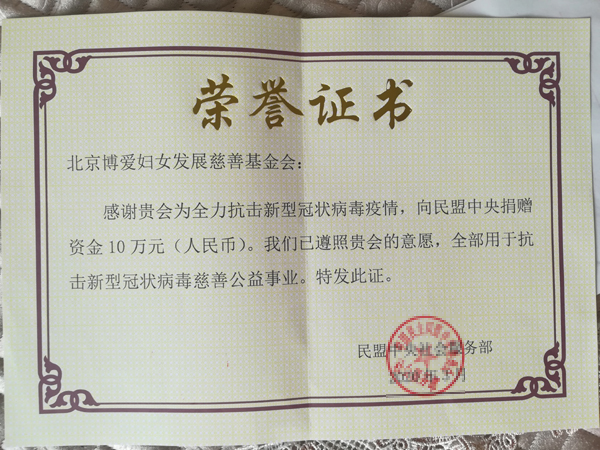 荣誉证书
北京博爱妇女发展慈善基金会：
感谢贵会为全力抗击新型冠状病毒疫情，向民盟中央捐赠
资金10万元（人民币）。我们已遵照贵会的意愿，全部用于抗
击新型冠状病毒慈善公益事业。特发此证。
民盟中央社会服务部